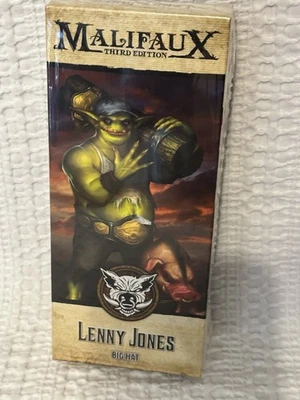 MALIFAUX
THIRD EDITION
LENNY JONES
BIG HAT